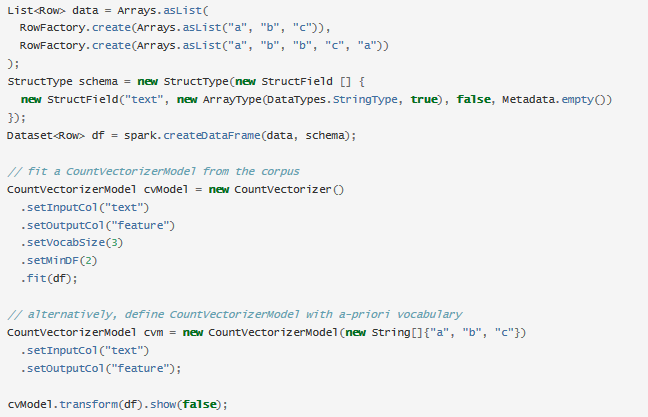 List<Row> data = Arrays.asList(
  RowFactory.create(Arrays.asList("a", "b", "c")),
  RowFactory.create(Arrays.asList("a", "b", "b", "c", "a"))
);
StructType schema = new StructType(new StructField [] {
  new StructField("text", new ArrayType(DataTypes.StringType, true), false, Metadata.empty())
});
Dataset<Row> df = spark.createDataFrame(data, schema);

// fit a CountVectorizerModel from the corpus
CountVectorizerModel cvModel = new CountVectorizer()
  .setInputCol("text")
  .setOutputCol("feature")
  .setVocabSize(3)
  .setMinDF(2)
  .fit(df);

// alternatively, define CountVectorizerModel with a-priori vocabulary
CountVectorizerModel cvm = new CountVectorizerModel(new String[]{"a", "b", "c"})
  .setInputCol("text")
  .setOutputCol("feature");

cvModel.transform(df).show(false);